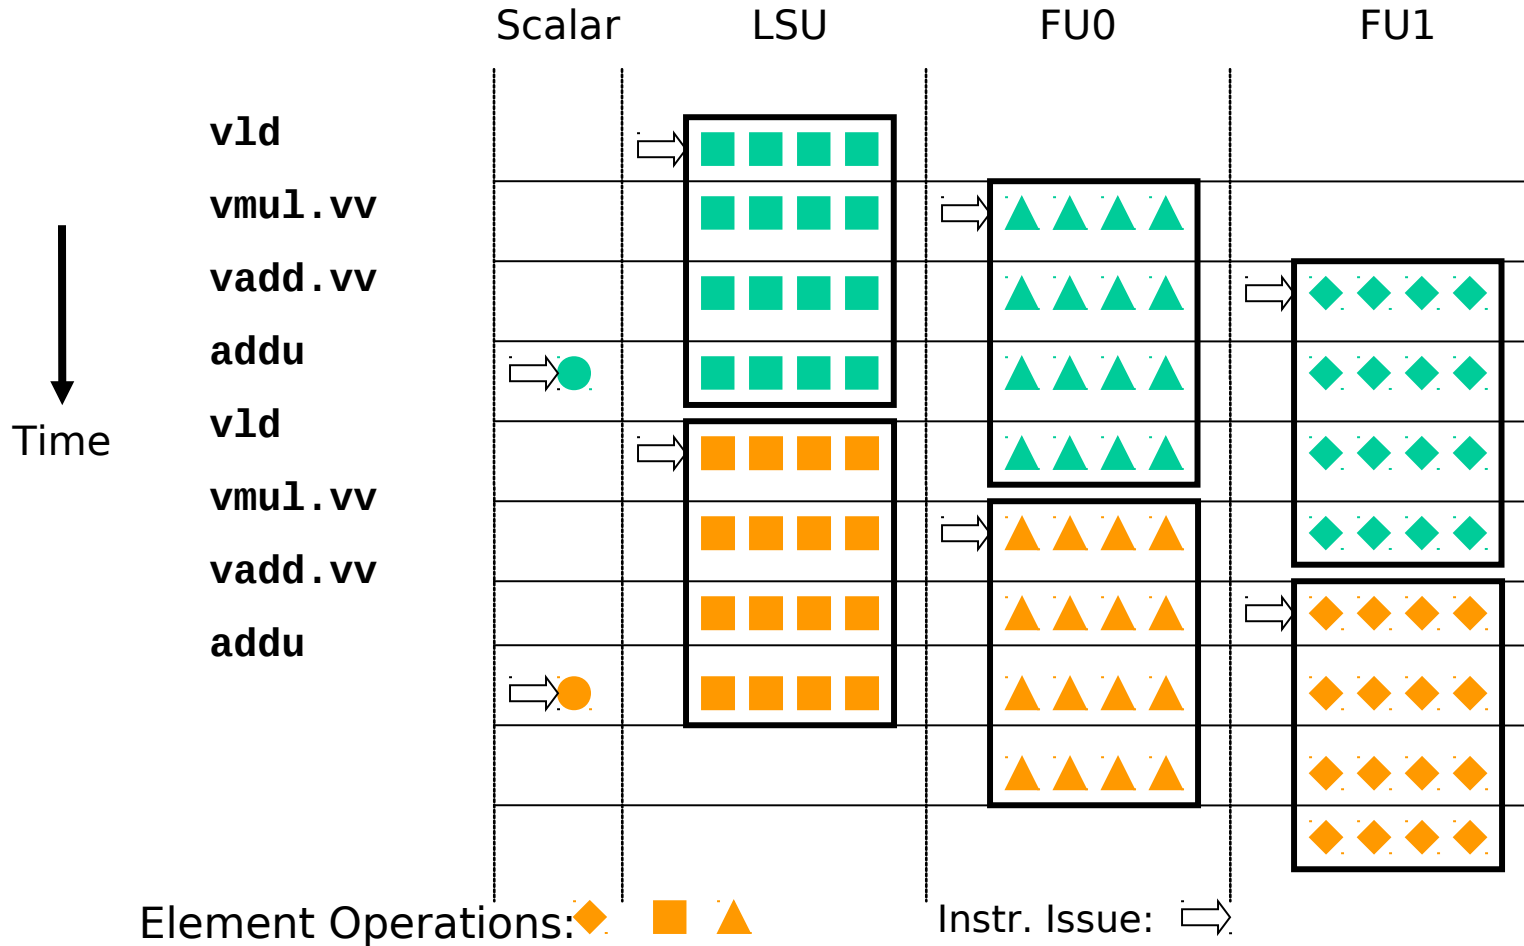 Scalar LSU FU0 FU1
vld
vmul.vv
vadd.vv
addu
vld
vmul.vv
vadd.vv
addu
Time
Element Operations:
Instr. Issue: